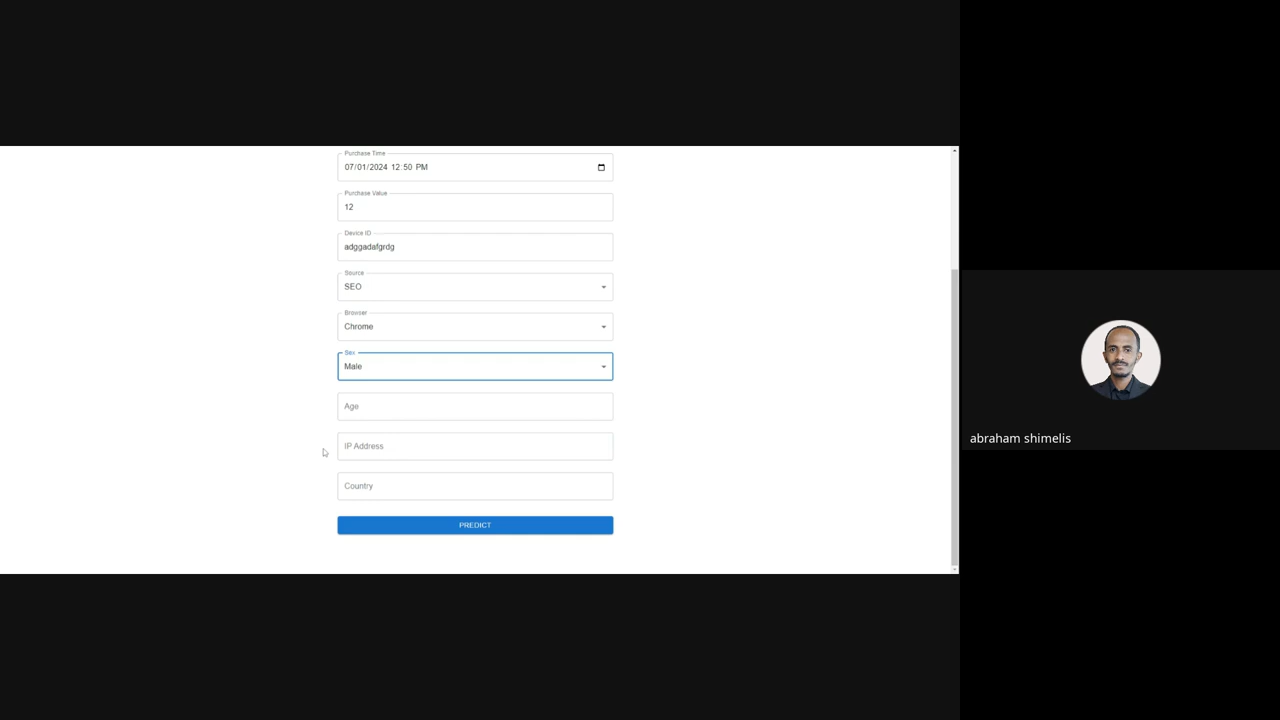 Purchase Time
07/01/2024 12:50 PM
Purchase Value
12
Device ID
adggadafgrdg
Source
SEO
Browser
Chrome
Sex
Male
Age
IP Address
Country
PREDICT
abraham shimelis